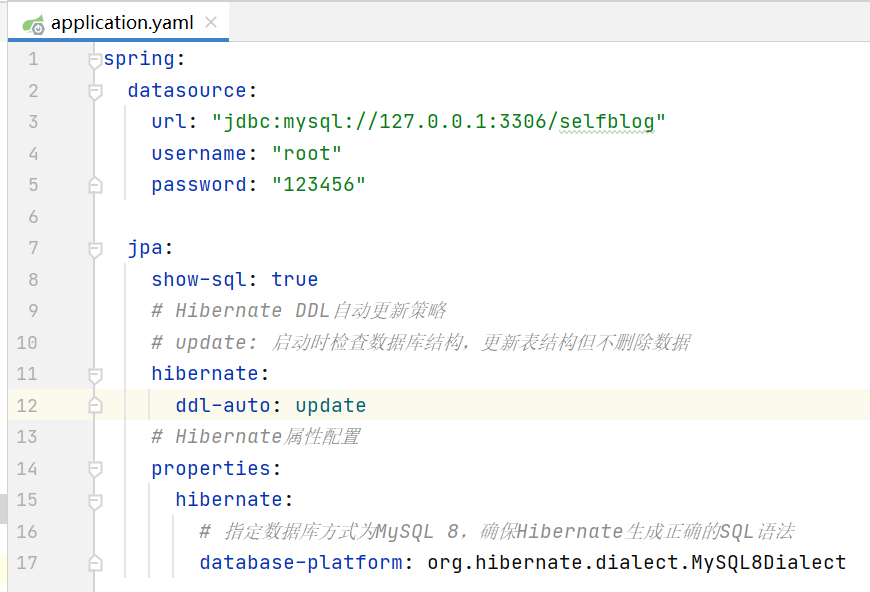 application.yaml
1 spring:
2 datasource:
3 url: "jdbc:mysql://127.0.0.1:3306/selfblog"
4 username: "root"
5 password: "123456"
6
7 jpa:
8 show-sql: true
9 # Hibernate DDL自动更新策略
10 # update: 启动时检查数据库结构，更新表结构但不删除数据
11 hibernate:
12 ddl-auto: update
13 # Hibernate属性配置
14 properties:
15 hibernate:
16 # 指定数据库方式为MySQL 8，确保Hibernate生成正确的SQL语法
17 database-platform: org.hibernate.dialect.MySQL8Dialect